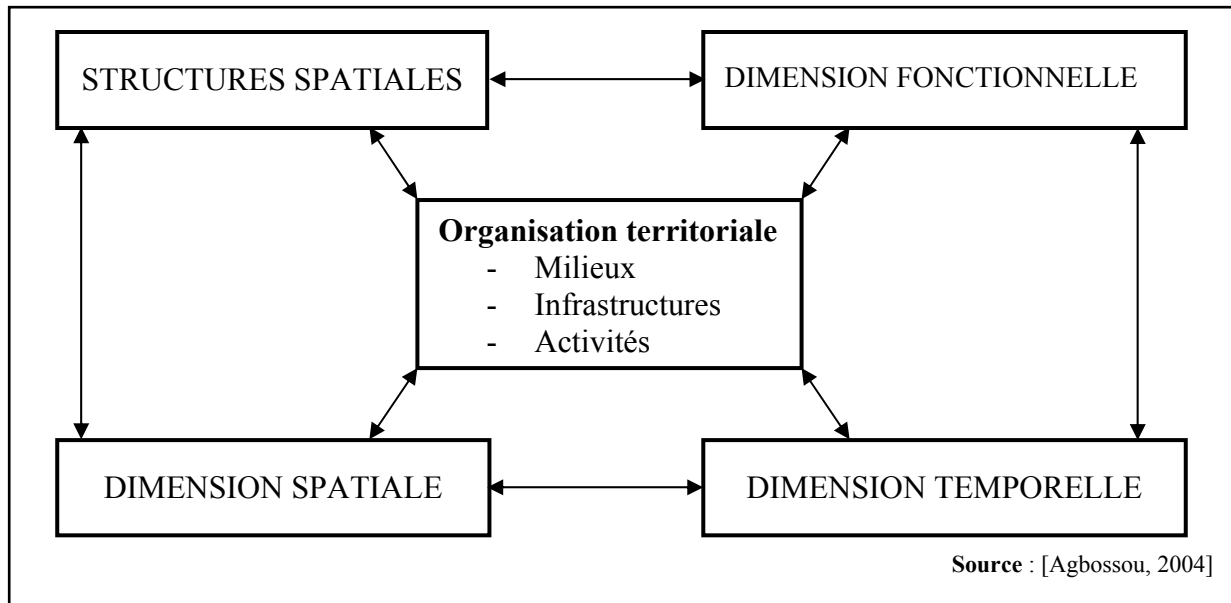 STRUCTURES SPATIALES
DIMENSION FONCTIONNELLE
Organisation territoriale
- Milieux
- Infrastructures
- Activités
DIMENSION SPATIALE
DIMENSION TEMPORELLE
Source : [Agbossou, 2004]